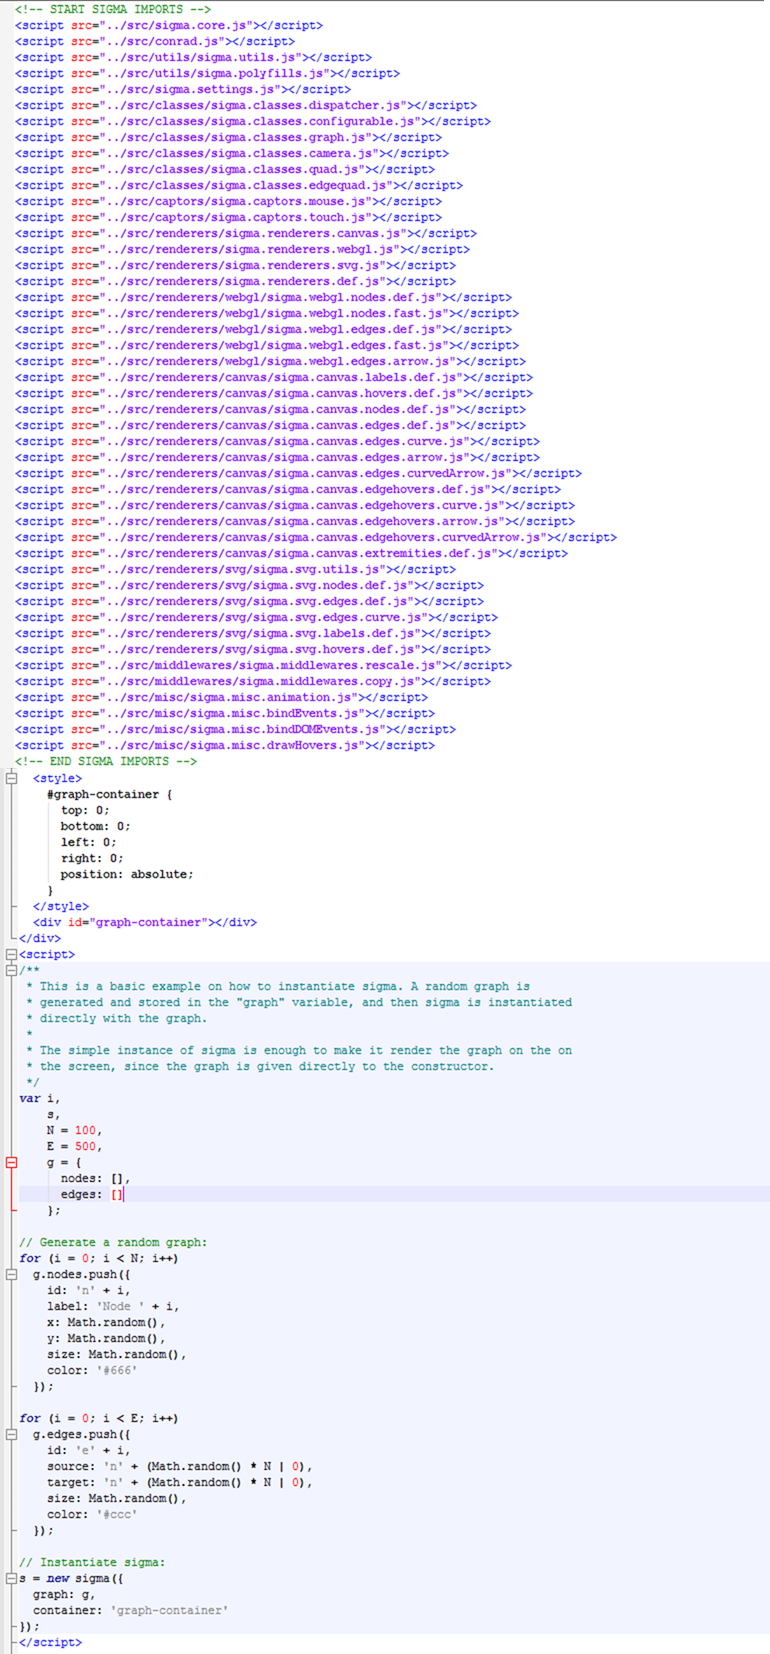 <!-- START SIGMA IMPORTS -->
<script src="../src/sigma.core.js"></script>
<script src="../src/conrad.js"></script>
<script src="../src/utils/sigma.utils.js"></script>
<script src="../src/utils/sigma.polyfills.js"></script>
<script src="../src/sigma.settings.js"></script>
<script src="../src/classes/sigma.classes.dispatcher.js"></script>
<script src="../src/classes/sigma.classes.configurable.js"></script>
<script src="../src/classes/sigma.classes.graph.js"></script>
<script src="../src/classes/sigma.classes.camera.js"></script>
<script src="../src/classes/sigma.classes.quad.js"></script>
<script src="../src/classes/sigma.classes.edgequad.js"></script>
<script src="../src/captors/sigma.captors.mouse.js"></script>
<script src="../src/captors/sigma.captors.touch.js"></script>
<script src="../src/renderers/sigma.renderers.canvas.js"></script>
<script src="../src/renderers/sigma.renderers.webgl.js"></script>
<script src="../src/renderers/sigma.renderers.svg.js"></script>
<script src="../src/renderers/sigma.renderers.def.js"></script>
<script src="../src/renderers/webgl/sigma.webgl.nodes.def.js"></script>
<script src="../src/renderers/webgl/sigma.webgl.nodes.fast.js"></script>
<script src="../src/renderers/webgl/sigma.webgl.edges.def.js"></script>
<script src="../src/renderers/webgl/sigma.webgl.edges.fast.js"></script>
<script src="../src/renderers/webgl/sigma.webgl.edges.arrow.js"></script>
<script src="../src/renderers/canvas/sigma.canvas.labels.def.js"></script>
<script src="../src/renderers/canvas/sigma.canvas.hovers.def.js"></script>
<script src="../src/renderers/canvas/sigma.canvas.nodes.def.js"></script>
<script src="../src/renderers/canvas/sigma.canvas.edges.def.js"></script>
<script src="../src/renderers/canvas/sigma.canvas.edges.curve.js"></script>
<script src="../src/renderers/canvas/sigma.canvas.edges.arrow.js"></script>
<script src="../src/renderers/canvas/sigma.canvas.edges.curvedArrow.js"></script>
<script src="../src/renderers/canvas/sigma.canvas.edgehovers.def.js"></script>
<script src="../src/renderers/canvas/sigma.canvas.edgehovers.curve.js"></script>
<script src="../src/renderers/canvas/sigma.canvas.edgehovers.arrow.js"></script>
<script src="../src/renderers/canvas/sigma.canvas.edgehovers.curvedArrow.js"></script>
<script src="../src/renderers/canvas/sigma.canvas.extremities.def.js"></script>
<script src="../src/renderers/svg/sigma.svg.utils.js"></script>
<script src="../src/renderers/svg/sigma.svg.nodes.def.js"></script>
<script src="../src/renderers/svg/sigma.svg.edges.def.js"></script>
<script src="../src/renderers/svg/sigma.svg.edges.curve.js"></script>
<script src="../src/renderers/svg/sigma.svg.labels.def.js"></script>
<script src="../src/renderers/svg/sigma.svg.hovers.def.js"></script>
<script src="../src/middlewares/sigma.middlewares.rescale.js"></script>
<script src="../src/middlewares/sigma.middlewares.copy.js"></script>
<script src="../src/misc/sigma.misc.animation.js"></script>
<script src="../src/misc/sigma.misc.bindEvents.js"></script>
<script src="../src/misc/sigma.misc.bindDOMEvents.js"></script>
<script src="../src/misc/sigma.misc.drawHovers.js"></script>
<!-- END SIGMA IMPORTS -->
<style>
#graph-container {
top: 0;
bottom: 0;
left: 0;
right: 0;
position: absolute;
}
</style>
<div id="graph-container"></div>
</div>
<script>
/**
* This is a basic example on how to instantiate sigma. A random graph is
* generated and stored in the "graph" variable, and then sigma is instantiated
* directly with the graph.
*
* The simple instance of sigma is enough to make it render the graph on the on
* the screen, since the graph is given directly to the constructor.
*/
var i,
s,
N = 100,
E = 500,
g = {
nodes: [],
edges: []
};
// Generate a random graph:
for (i = 0; i < N; i++)
g.nodes.push({
id: 'n' + i,
label: 'Node ' + i,
x: Math.random(),
y: Math.random(),
size: Math.random(),
color: '#666'
});
for (i = 0; i < E; i++)
g.edges.push({
id: 'e' + i,
source: 'n' + (Math.random() * N | 0),
target: 'n' + (Math.random() * N | 0),
size: Math.random(),
color: '#ccc'
});
// Instantiate sigma:
s = new sigma({
graph: g,
container: 'graph-container'
});
</script>